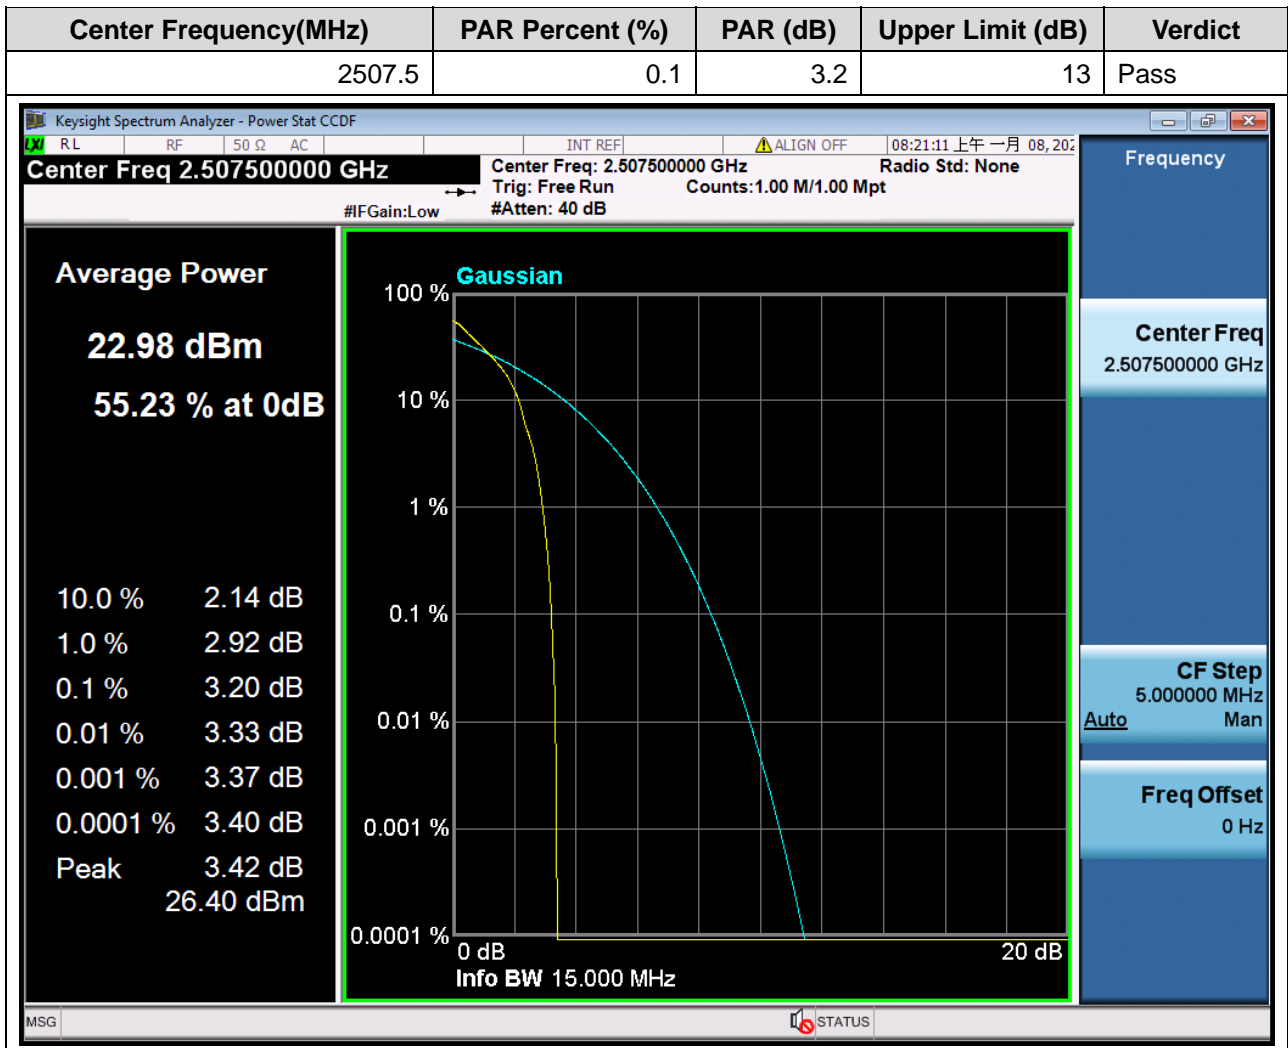 Center Frequency(MHz) PAR Percent (%) PAR (dB) Upper Limit (dB) Verdict
2507.5 0.1 3.2 13 Pass
Keysight Spectrum Analyzer - Power Stat CCDF
LXI RL RF 50 Ω AC INT REF ALIGN OFF 08:21:11 上午 一月 08, 202
Center Freq 2.507500000 GHz
Center Freq: 2.507500000 GHz Radio Std: None
Trig: Free Run Counts:1.00 M/1.00 Mpt
#IFGain:Low #Atten: 40 dB
Average Power
22.98 dBm
55.23 % at 0dB
10.0 % 2.14 dB
1.0 % 2.92 dB
0.1 % 3.20 dB
0.01 % 3.33 dB
0.001 % 3.37 dB
0.0001 % 3.40 dB
Peak 3.42 dB
26.40 dBm
Gaussian
100 %
10 %
1 %
0.1 %
0.01 %
0.001 %
0.0001 %
0 dB 20 dB
Info BW 15.000 MHz
Frequency
Center Freq
2.507500000 GHz
CF Step
5.000000 MHz
Auto Man
Freq Offset
0 Hz
MSG STATUS